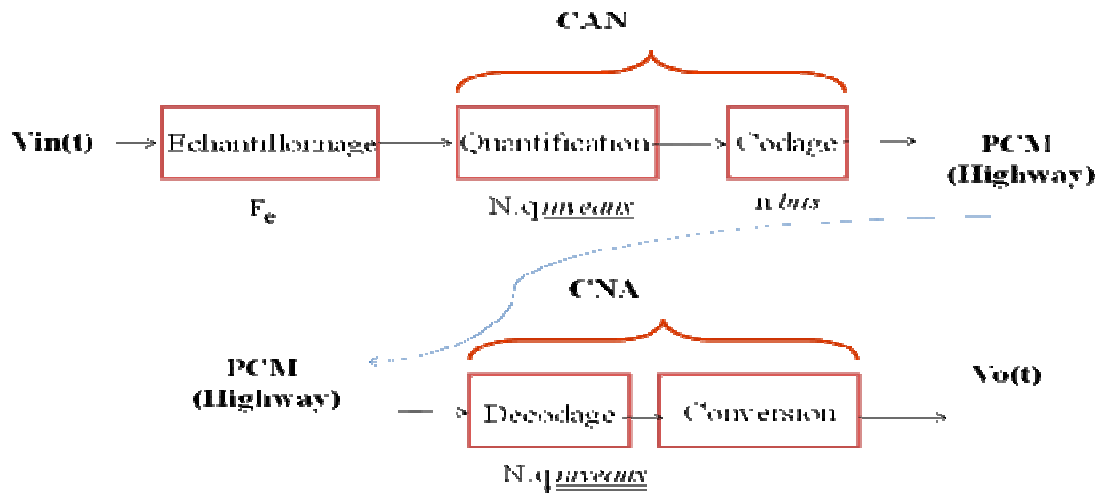 CAN
Vin(t)
Echantillonnage
Quantification
Codage
PCM
(Highway)
Fe
N.q niveaux
n bits
CNA
PCM
(Highway)
Decodage
Conversion
Vo(t)
N.q niveaux